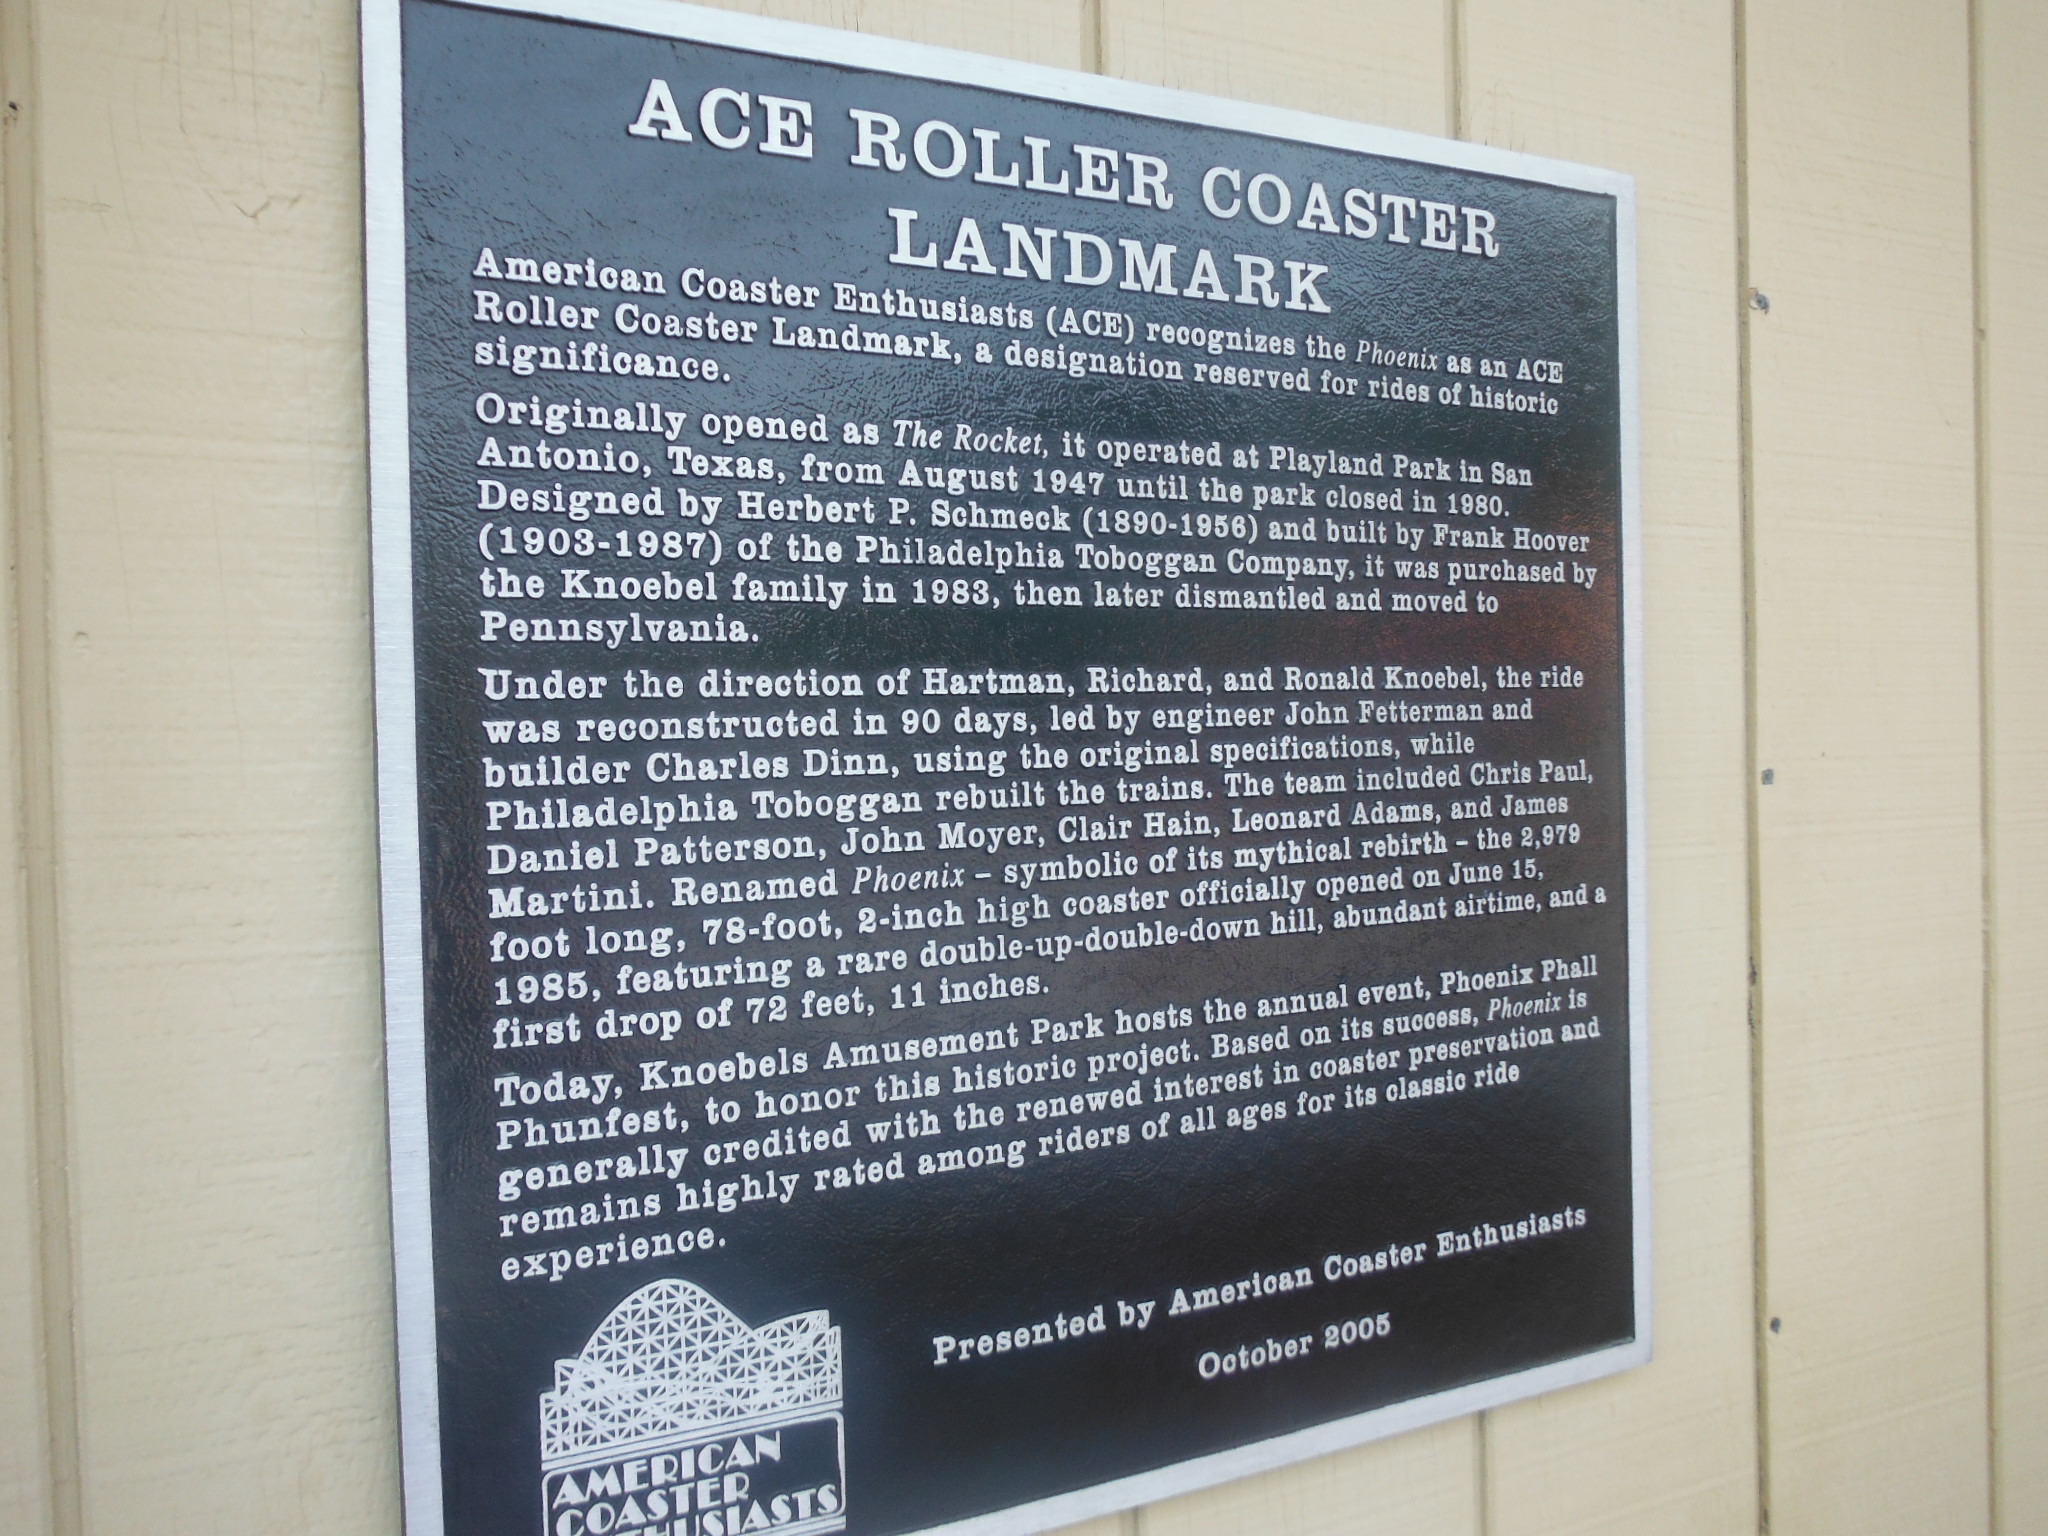 ACE ROLLER COASTER
LANDMARK
American Coaster Enthusiasts (ACE) recognizes the Phoenix as an ACE
Roller Coaster Landmark, a designation reserved for rides of historic
significance.
Originally opened as The Rocket, it operated at Playland Park in San
Antonio, Texas, from August 1947 until the park closed in 1980.
Designed by Herbert P. Schmeck (1890-1956) and built by Frank Hoover
(1903-1987) of the Philadelphia Toboggan Company, it was purchased by
the Knoebel family in 1983, then later dismantled and moved to
Pennsylvania.
Under the direction of Hartman, Richard, and Ronald Knoebel, the ride
was reconstructed in 90 days, led by engineer John Fetterman and
builder Charles Dinn, using the original specifications, while
Philadelphia Toboggan rebuilt the trains. The team included Chris Paul,
Daniel Patterson, John Moyer, Clair Hain, Leonard Adams, and James
Martini. Renamed Phoenix – symbolic of its mythical rebirth – the 2,979
foot long, 78-foot, 2-inch high coaster officially opened on June 15,
1985, featuring a rare double-up-double-down hill, abundant airtime, and a
first drop of 72 feet, 11 inches.
Today, Knoebels Amusement Park hosts the annual event, Phoenix Phall
Phunfest, to honor this historic project. Based on its success, Phoenix is
generally credited with the renewed interest in coaster preservation and
remains highly rated among riders of all ages for its classic ride
experience.
Presented by American Coaster Enthusiasts
October 2005
AMERICAN
COASTER
THUSIASTS